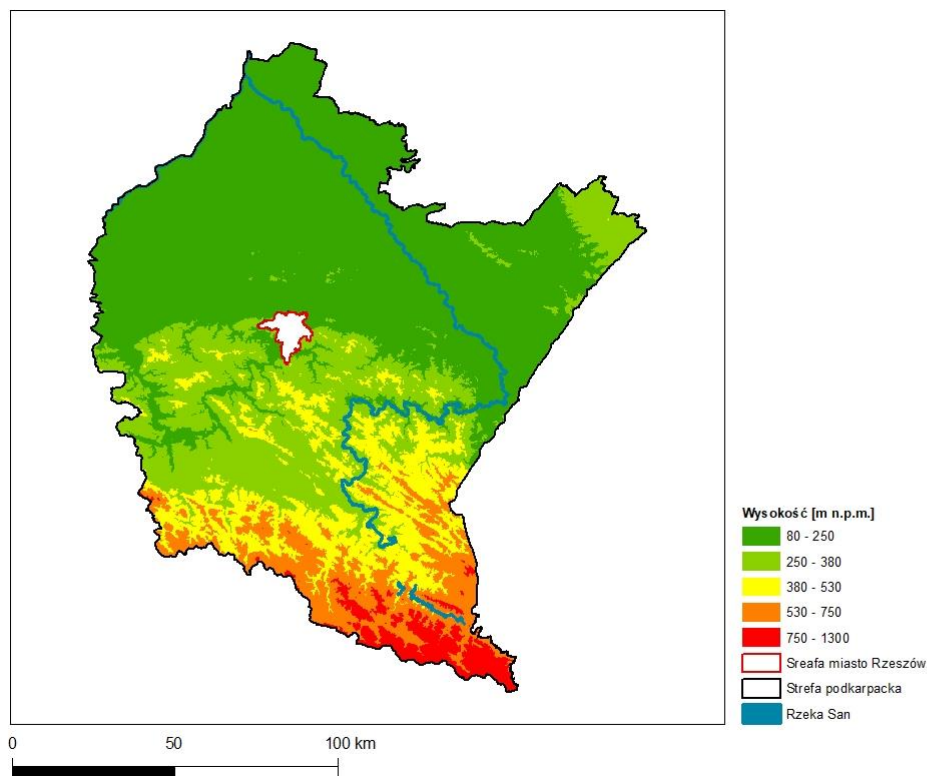 Wysokość [m n.p.m.]
80 - 250
250 - 380
380 - 530
530 - 750
750 - 1300
Sreafa miasto Rzeszów
Strefa podkarpacka
Rzeka San
0 50 100 km